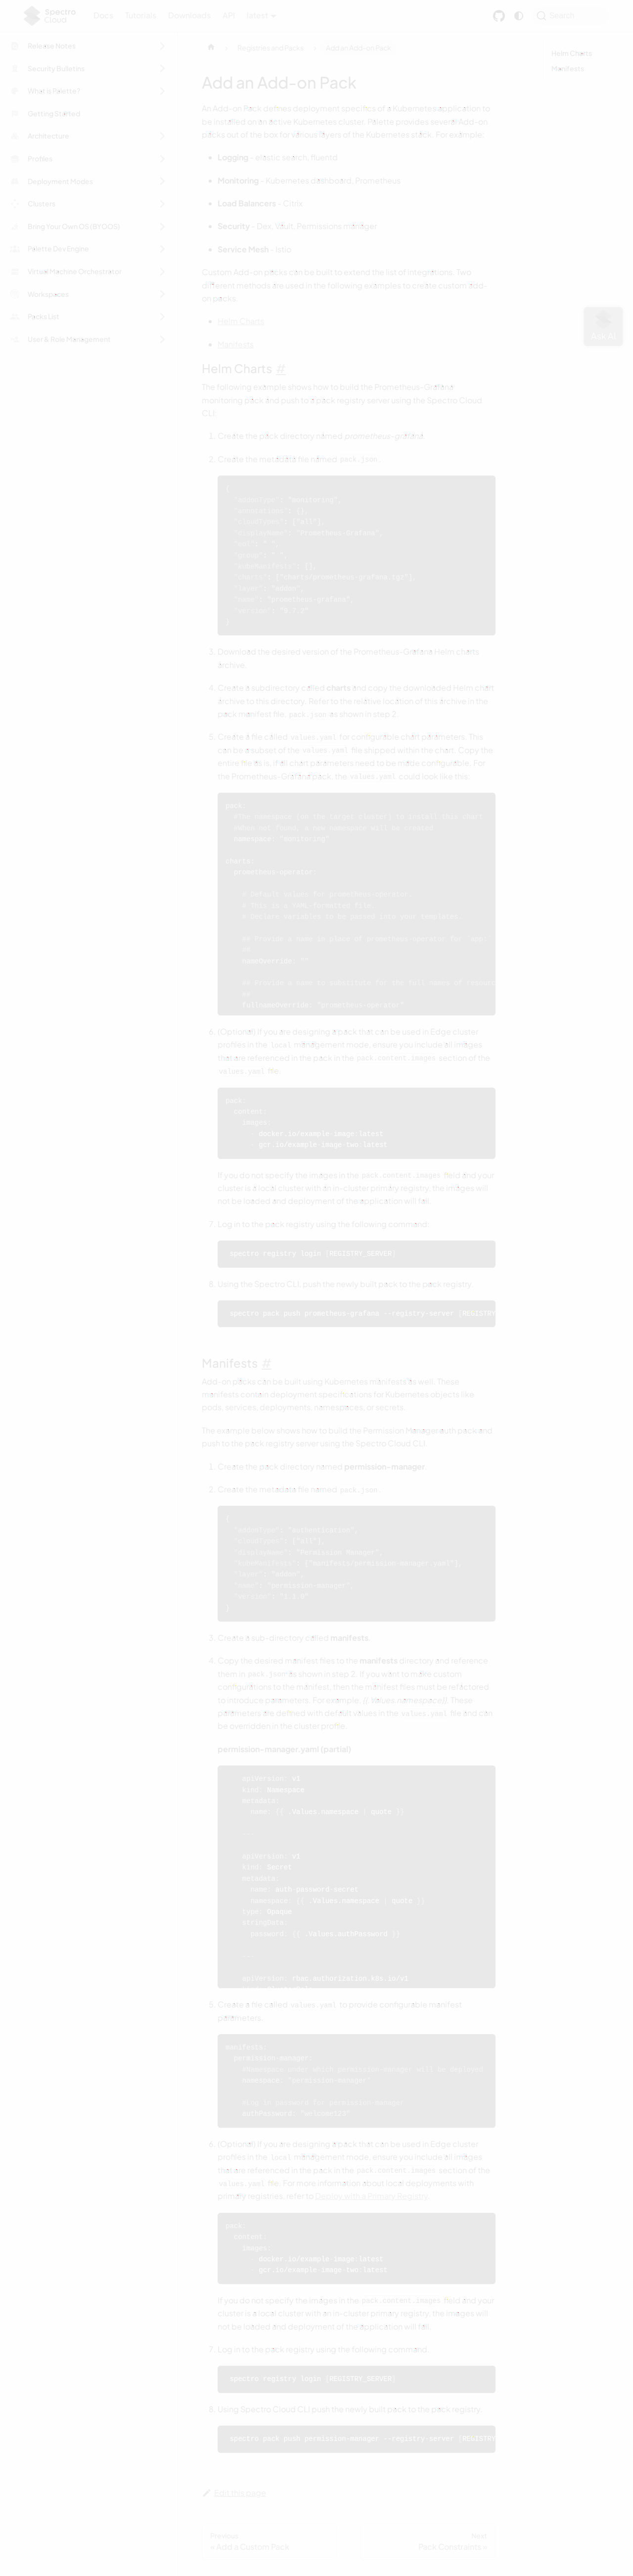 Spectro Cloud
Docs Tutorials Downloads API latest
Search
Release Notes
Security Bulletins
What is Palette?
Getting Started
Architecture
Profiles
Deployment Modes
Clusters
Bring Your Own OS (BYOOS)
Palette Dev Engine
Virtual Machine Orchestrator
Workspaces
Packs List
User & Role Management
Registries and Packs
Add an Add-on Pack
Helm Charts
Manifests
Ask AI
Add an Add-on Pack
An Add-on Pack defines deployment specifics of a Kubernetes application to
be installed on an active Kubernetes cluster. Palette provides several Add-on
packs out of the box for various layers of the Kubernetes stack. For example:
Logging - elastic search, fluentd
Monitoring - Kubernetes dashboard, Prometheus
Load Balancers - Citrix
Security - Dex, Vault, Permissions manager
Service Mesh - Istio
Custom Add-on packs can be built to extend the list of integrations. Two
different methods are used in the following examples to create custom add-
on packs.
Helm Charts
Manifests
Helm Charts #
The following example shows how to build the Prometheus-Grafana
monitoring pack and push to a pack registry server using the Spectro Cloud
CLI:
1. Create the pack directory named prometheus-grafana.
2. Create the metadata file named pack.json.
3. Download the desired version of the Prometheus-Grafana Helm charts
archive.
4. Create a subdirectory called charts and copy the downloaded Helm chart
archive to this directory. Refer to the relative location of this archive in the
pack manifest file, pack.json as shown in step 2.
5. Create a file called values.yaml for configurable chart parameters. This
can be a subset of the values.yaml file shipped within the chart. Copy the
entire file as is, if all chart parameters need to be made configurable. For
the Prometheus-Grafana pack, the values.yaml could look like this:
pack:
namespace: "monitoring"
charts:
prometheus-operator:
nameOverride: ""
fullnameOverride: "prometheus-operator"
6. (Optional) If you are designing a pack that can be used in Edge cluster
profiles in the local management mode, ensure you include all images
that are referenced in the pack in the pack.content.images section of the
values.yaml file.
pack:
content:
images:
docker.io/example-image:latest
gcr.io/example-image-two:latest
If you do not specify the images in the pack.content.images field and your
cluster is a local cluster with an in-cluster primary registry, the images will
not be loaded and deployment of the application will fail.
7. Log in to the pack registry using the following command:
spectro registry login [REGISTRY_SERVER]
8. Using the Spectro CLI, push the newly built pack to the pack registry:
spectro pack push prometheus-grafana --registry-server [REGISTRY
Manifests #
Add-on packs can be built using Kubernetes manifests as well. These
manifests contain deployment specifications for Kubernetes objects like
pods, services, deployments, namespaces, or secrets.
The example below shows how to build the Permission Manager auth pack and
push to the pack registry server using the Spectro Cloud CLI.
1. Create the pack directory named permission-manager.
2. Create the metadata file named pack.json.
3. Create a sub-directory called manifests.
4. Copy the desired manifest files to the manifests directory and reference
them in pack.json as shown in step 2. If you want to make custom
configurations to the manifest, then the manifest files must be refactored
to introduce parameters. For example: {{ .Values.namespace}}. These
parameters are defined with default values in the values.yaml file and can
be overridden in the cluster profile.
permission-manager.yaml (partial)
apiVersion: v1
kind: Namespace
metadata:
name: {{ .Values.namespace | quote }}
apiVersion: v1
kind: Secret
metadata:
name: auth-password-secret
namespace: {{ .Values.namespace | quote }}
type: Opaque
stringData:
password: {{ .Values.authPassword }}
apiVersion: rbac.authorization.k8s.io/v1
5. Create a file called values.yaml to provide configurable manifest
parameters.
manifests:
permission-manager:
namespace: "permission-manager"
6. (Optional) If you are designing a pack that can be used in Edge cluster
profiles in the local management mode, ensure you include all images
that are referenced in the pack in the pack.content.images section of the
values.yaml file. For more information about local deployments with
primary registries, refer to Deploy with a Primary Registry.
pack:
content:
images:
docker.io/example-image:latest
gcr.io/example-image-two:latest
If you do not specify the images in the pack.content.images field and your
cluster is a local cluster with an in-cluster primary registry, the images will
not be loaded and deployment of the application will fail.
7. Log in to the pack registry using the following command:
spectro registry login [REGISTRY_SERVER]
8. Using Spectro Cloud CLI push the newly built pack to the pack registry:
spectro pack push permission-manager --registry-server [REGISTRY
Edit this page
Previous
« Add a Custom Pack
Next
Pack Constraints »